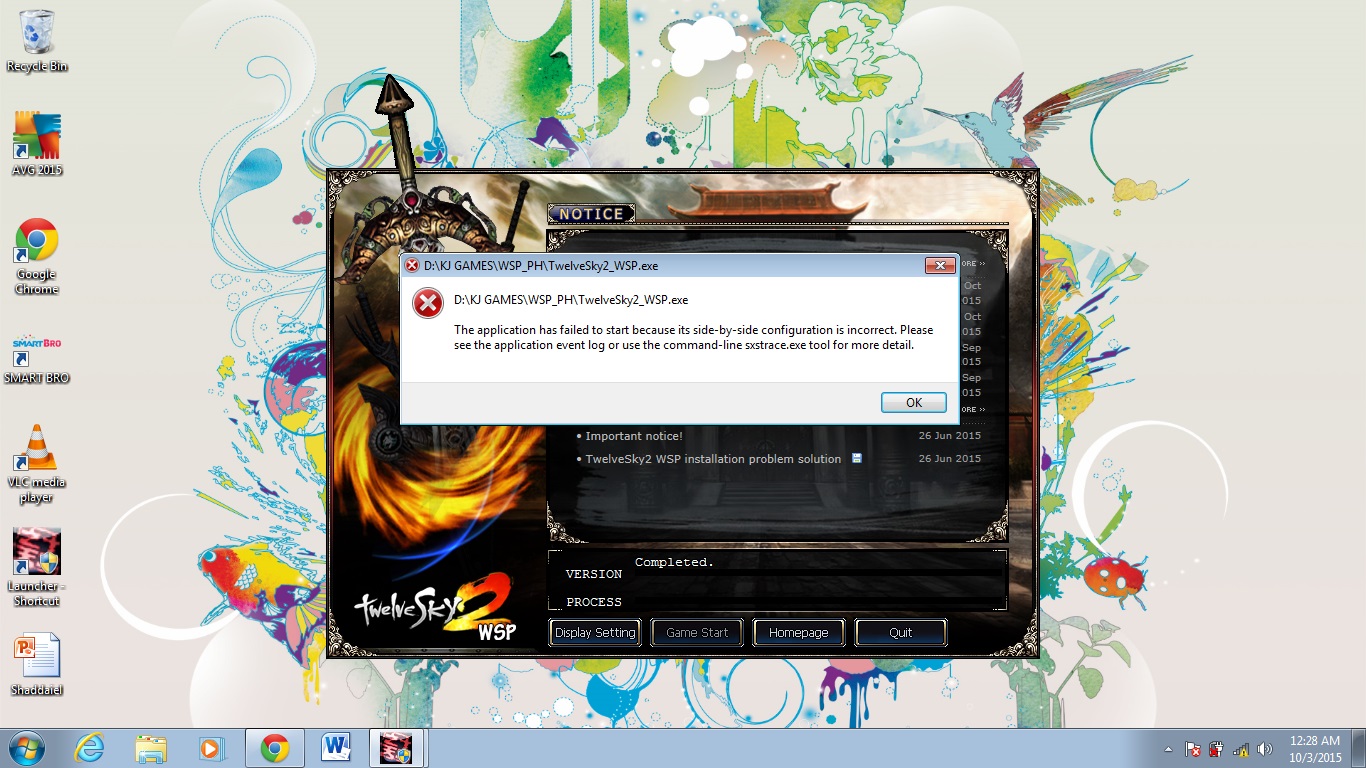 Recycle Bin
AVG 2015
Google
Chrome
SMARTBRO
SMART BRO
VLC media
player
Launcher -
Shortcut
Shaddaiel
NOTICE
D:\KJ GAMES\WSP_PH\TwelveSky2_WSP.exe
D:\KJ GAMES\WSP_PH\TwelveSky2_WSP.exe
The application has failed to start because its side-by-side configuration is incorrect. Please
see the application event log or use the command-line sxstrace.exe tool for more detail.
OK
ORE »
Oct
015
Oct
015
Sep
015
Sep
015
ORE »
• Important notice! 26 Jun 2015
• TwelveSky2 WSP installation problem solution 26 Jun 2015
Completed.
VERSION
PROCESS
twelveSky2
WSP
Display Setting Game Start Homepage Quit
12:28 AM
10/3/2015